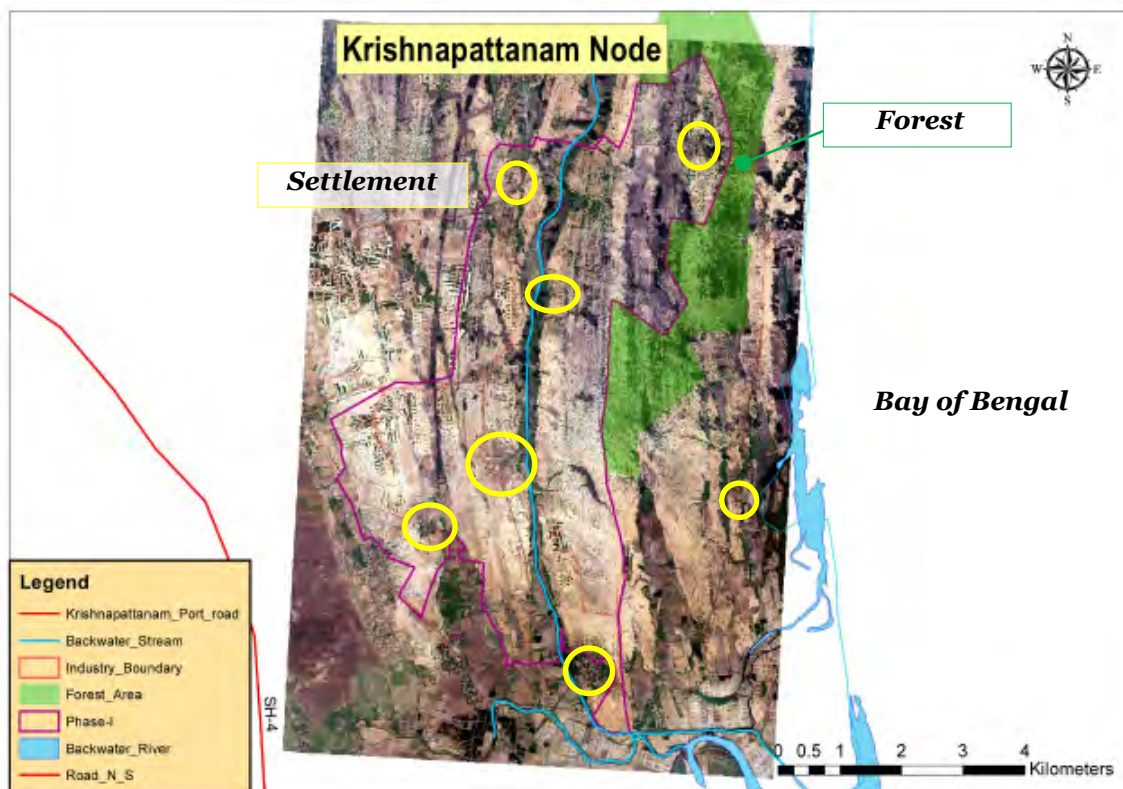 Krishnapattanam Node
N
W E
S
Forest
Settlement
Bay of Bengal
Legend
Krishnapattanam_Port_road
Backwater_Stream
Industry_Boundary
Forest_Area
Phase-I
Backwater_River
Road_N_S
SH-4
0 0.5 1 2 3 4
Kilometers